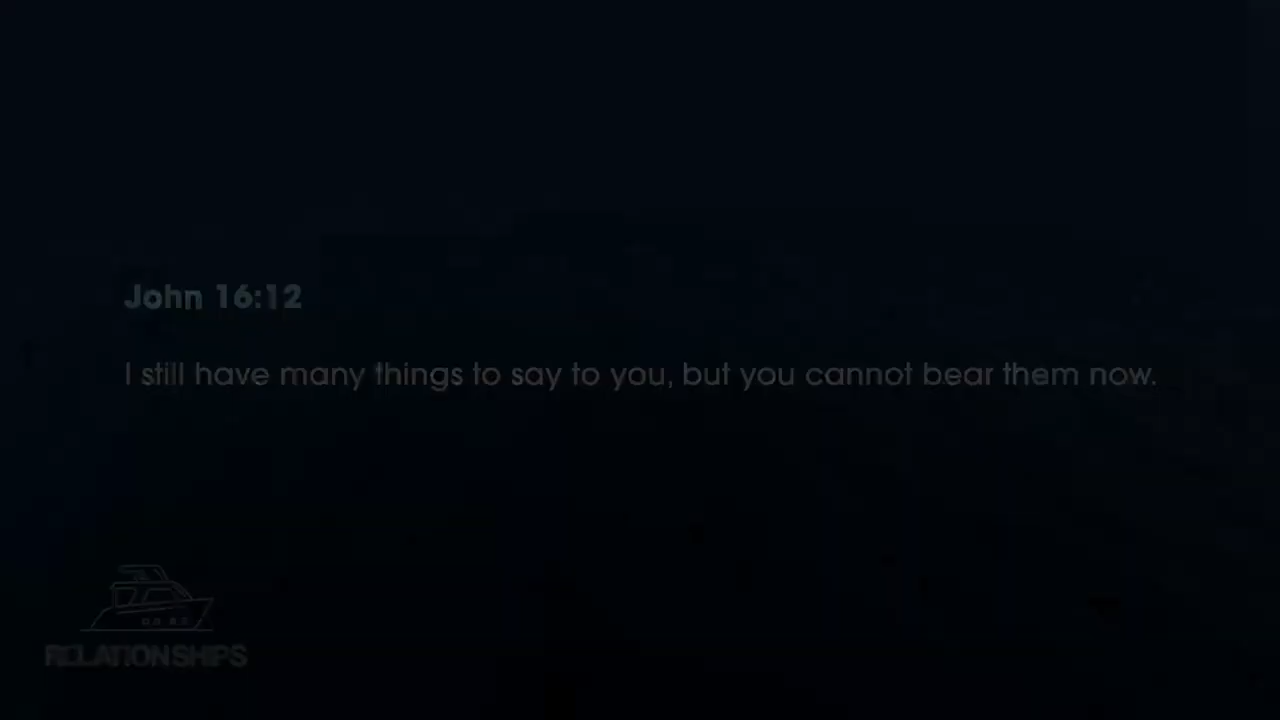 John 16:12
I still have many things to say to you, but you cannot bear them now.
RELATIONSHIPS